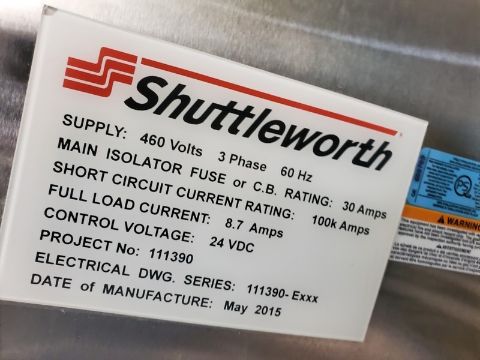 Shuttleworth
SUPPLY: 460 Volts 3 Phase 60 Hz
MAIN ISOLATOR FUSE or C.B. RATING: 30 Amps
SHORT CIRCUIT CURRENT RATING: 100k Amps
FULL LOAD CURRENT: 8.7 Amps
CONTROL VOLTAGE: 24 VDC
PROJECT No: 111390
ELECTRICAL DWG. SERIES: 111390-Exxx
DATE of MANUFACTURE: May 2015
WARNING